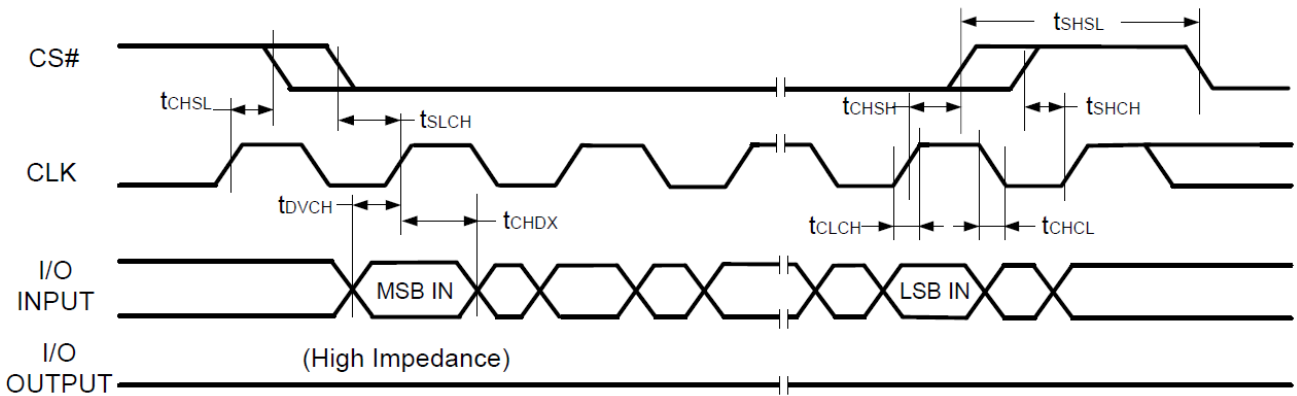 tSHSL
CS#
tCHSL
tSLCH
tCHSH
tSHCH
CLK
tDVCH
tCHDX
tCLCH
tCHCL
I/O
INPUT
MSB IN
LSB IN
I/O
OUTPUT
(High Impedance)